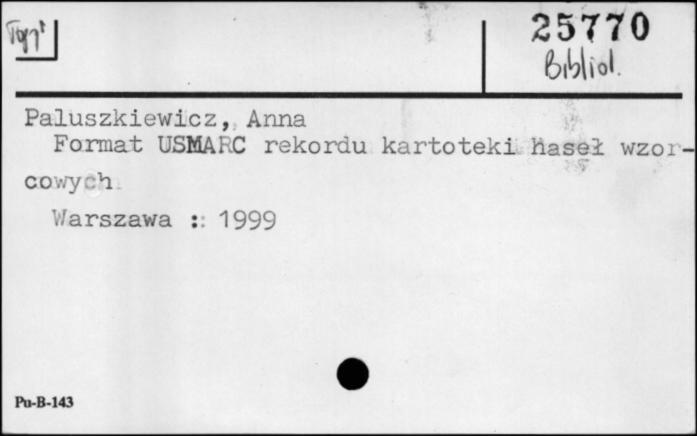 25770
Bibliol.
Paluszkiewicz, Anna
Format USMARC rekordu kartoteki haseł wzor-
cowych
Warszawa : 1999
Pu-B-143